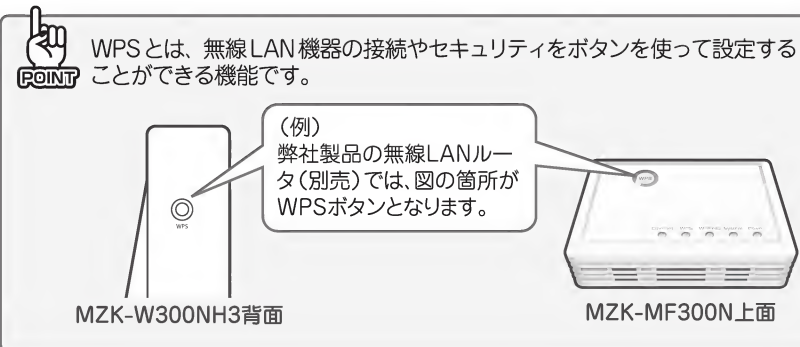 WPSとは、無線LAN機器の接続やセキュリティをボタンを使って設定する
POINT ことができる機能です。
(例)
弊社製品の無線LANルー
タ(別売)では、図の箇所が
WPSボタンとなります。
WPS
WPS
MZK-W300NH3背面
MZK-MF300N上面